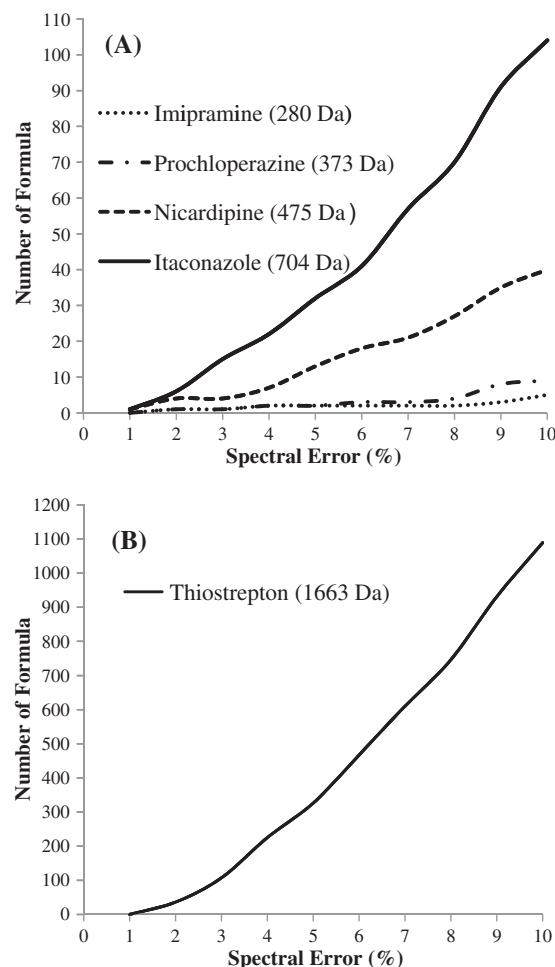 110
(A)
100
90
Imipramine (280 Da)
80
70
Prochloperazine (373 Da)
60
50
Nicardipine (475 Da)
40
Itaconazole (704 Da)
30
20
10
0
Number of Formula
0 1 2 3 4 5 6 7 8 9 10
Spectral Error (%)
1200
(B)
1100
1000
Thiostrepton (1663 Da)
900
800
700
600
500
400
300
200
100
0
Number of Formula
0 1 2 3 4 5 6 7 8 9 10
Spectral Error (%)